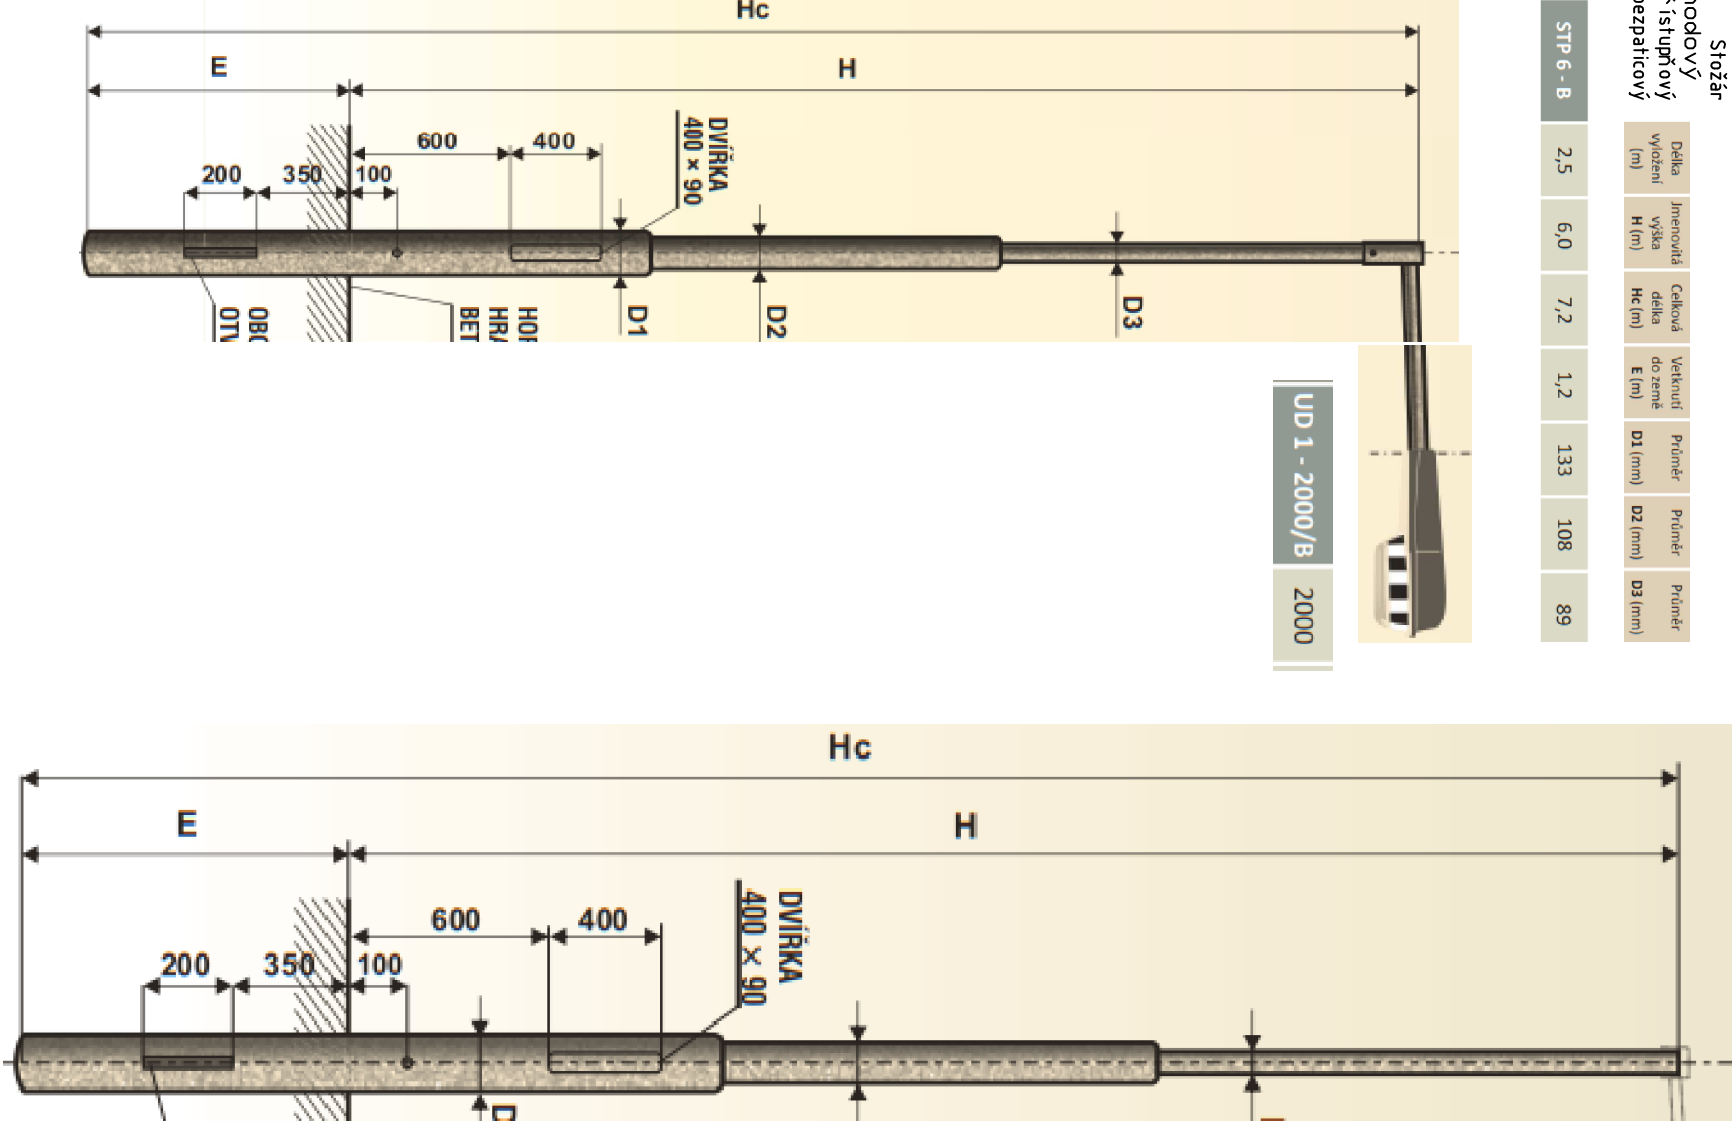 Hc
E
H
600
400
200
350
100
DVÍŘKA
400 × 90
D1
D2
D3
Stožár
bezpaticový
STP 6 - B
2,5
6,0
7,2
1,2
133
108
89
Délka
vyložení
(m)
Jmenovitá
výška
H (m)
Celková
délka
Hc (m)
Vetknutí
do země
E (m)
Průměr
D1 (mm)
Průměr
D2 (mm)
Průměr
D3 (mm)
UD 1 - 2000/B
2000
Hc
E
H
600
400
200
350
100
DVÍŘKA
400 × 90